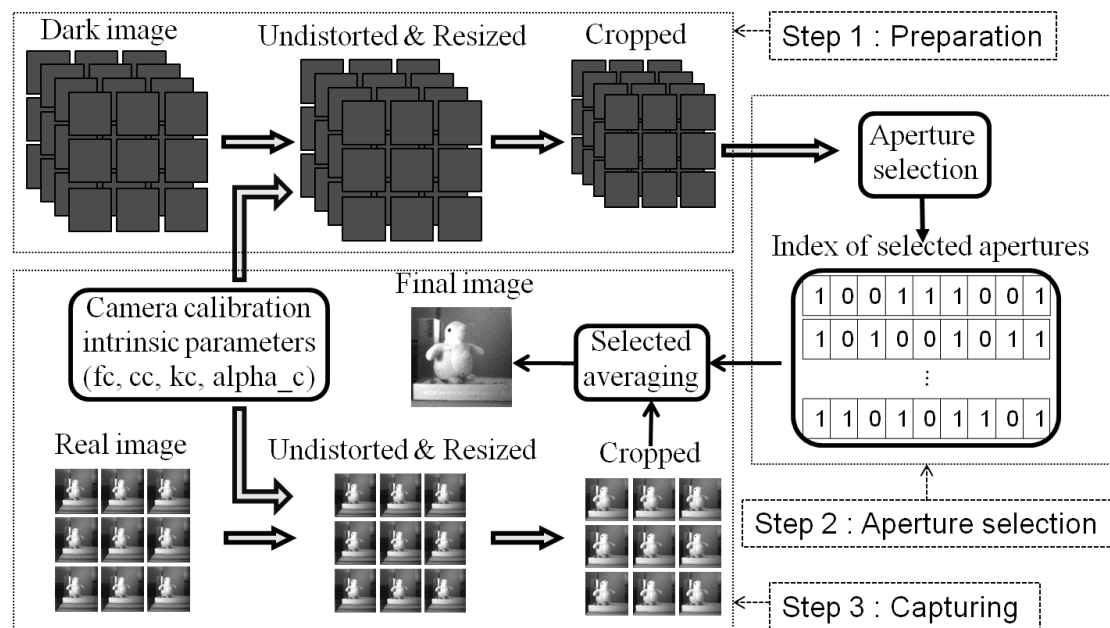 Dark image
Undistorted & Resized
Cropped
Step 1 : Preparation
Aperture
selection
Index of selected apertures
1 0 0 1 1 1 0 0 1
1 0 1 0 0 1 0 1 1
⋮
1 1 0 1 0 1 1 0 1
Camera calibration
intrinsic parameters
(fc, cc, kc, alpha_c)
Final image
Selected
averaging
Real image
Undistorted & Resized
Cropped
Step 2 : Aperture selection
Step 3 : Capturing